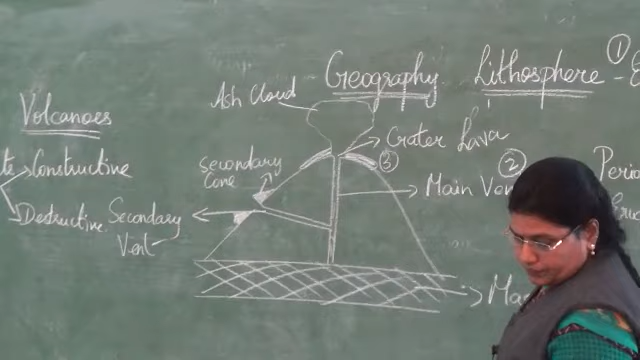 Geography Lithosphere -
①
Ash Cloud
Volcanoes
Crater Lava
Secondary
Cone
③
②
Constructive
Main Ven
Perio
Destructive
Secondary
Vent
Ma